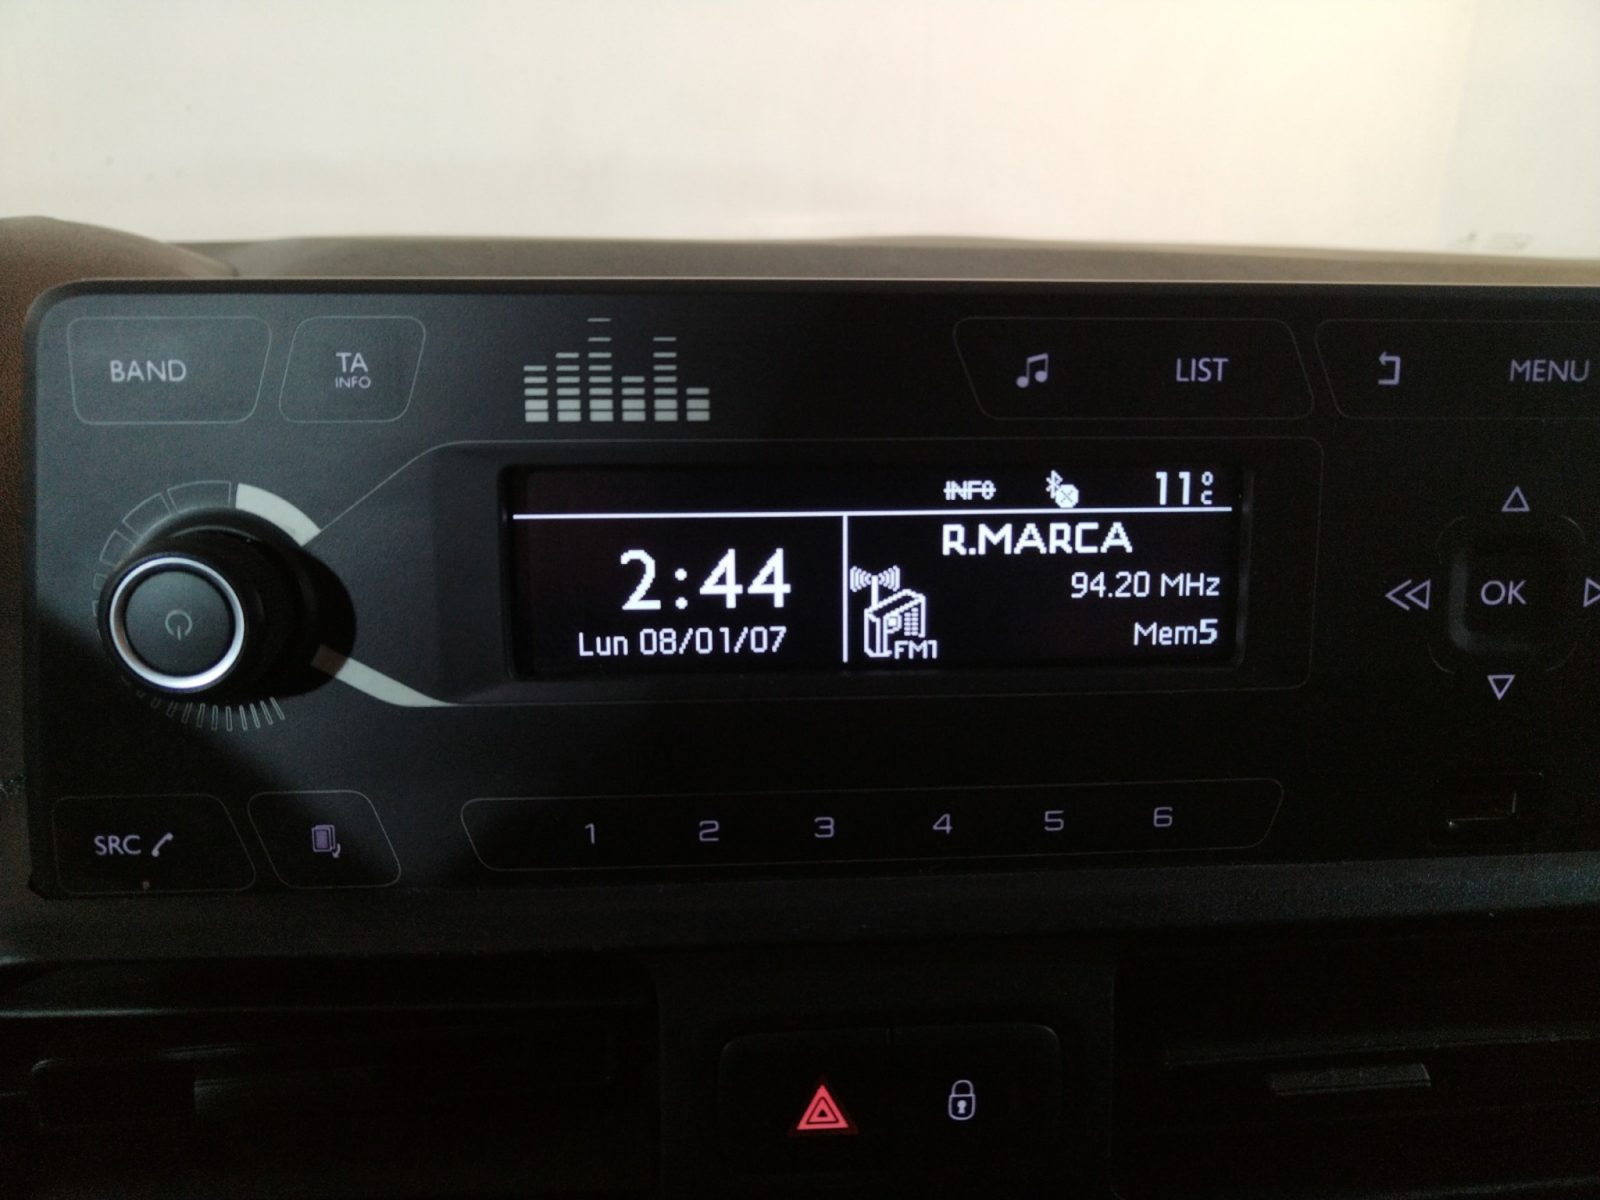 BAND
TA
INFO
LIST
MENU
INFO
11°C
2:44
Lun 08/01/07
R.MARCA
94.20 MHz
FM1
Mem5
OK
SRC
1 2 3 4 5 6